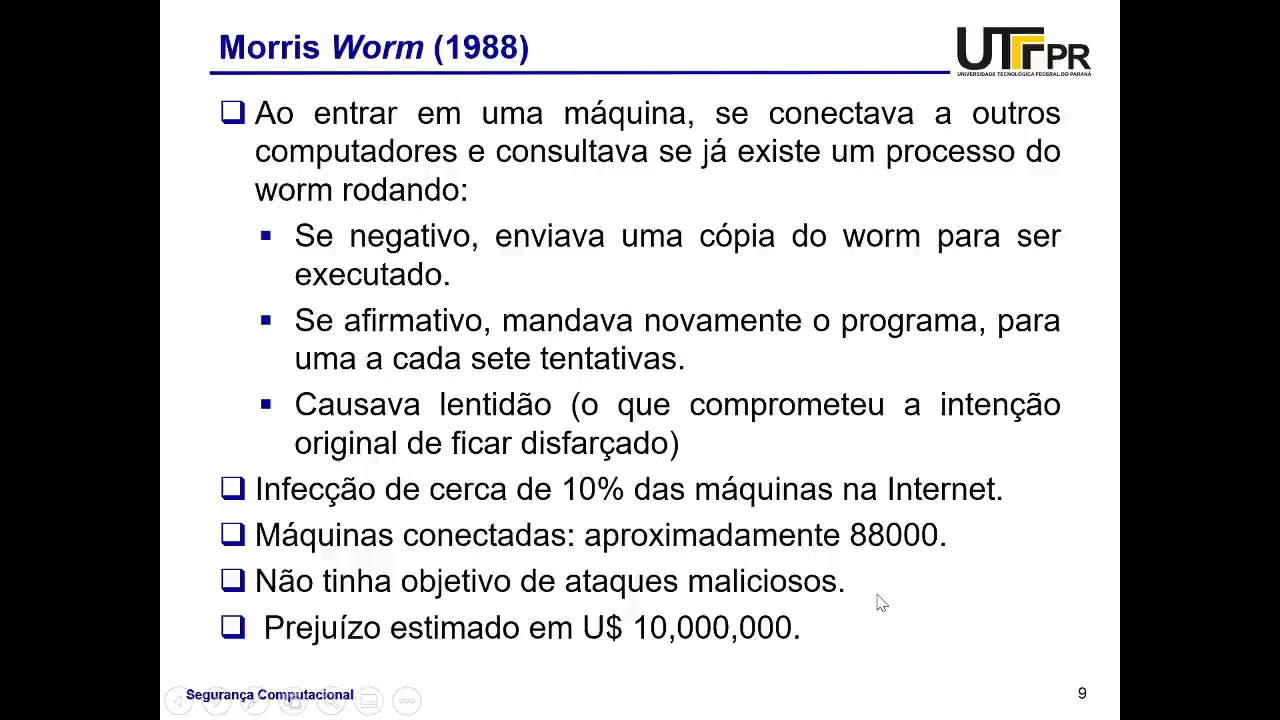 Morris Worm (1988)
UTFPR
UNIVERSIDADE TECNOLÓGICA FEDERAL DO PARANÁ
Ao entrar em uma máquina, se conectava a outros
computadores e consultava se já existe um processo do
worm rodando:
Se negativo, enviava uma cópia do worm para ser
executado.
Se afirmativo, mandava novamente o programa, para
uma a cada sete tentativas.
Causava lentidão (o que comprometeu a intenção
original de ficar disfarçado)
Infecção de cerca de 10% das máquinas na Internet.
Máquinas conectadas: aproximadamente 88000.
Não tinha objetivo de ataques maliciosos.
Prejuízo estimado em U$ 10,000,000.
Segurança Computacional
9